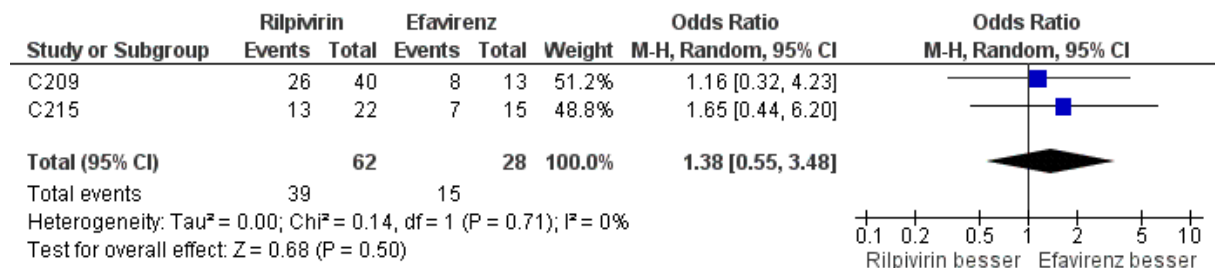 Rilpivirin Efavirenz Odds Ratio Odds Ratio
Study or Subgroup Events Total Events Total Weight M-H, Random, 95% CI M-H, Random, 95% CI
C209 26 40 8 13 51.2% 1.16 [0.32, 4.23]
C215 13 22 7 15 48.8% 1.65 [0.44, 6.20]
Total (95% CI) 62 28 100.0% 1.38 [0.55, 3.48]
Total events 39 15
Heterogeneity: Tau² = 0.00; Chi² = 0.14, df = 1 (P = 0.71); I² = 0%
Test for overall effect: Z = 0.68 (P = 0.50)
0.1 0.2 0.5 1 2 5 10
Rilpivirin besser Efavirenz besser